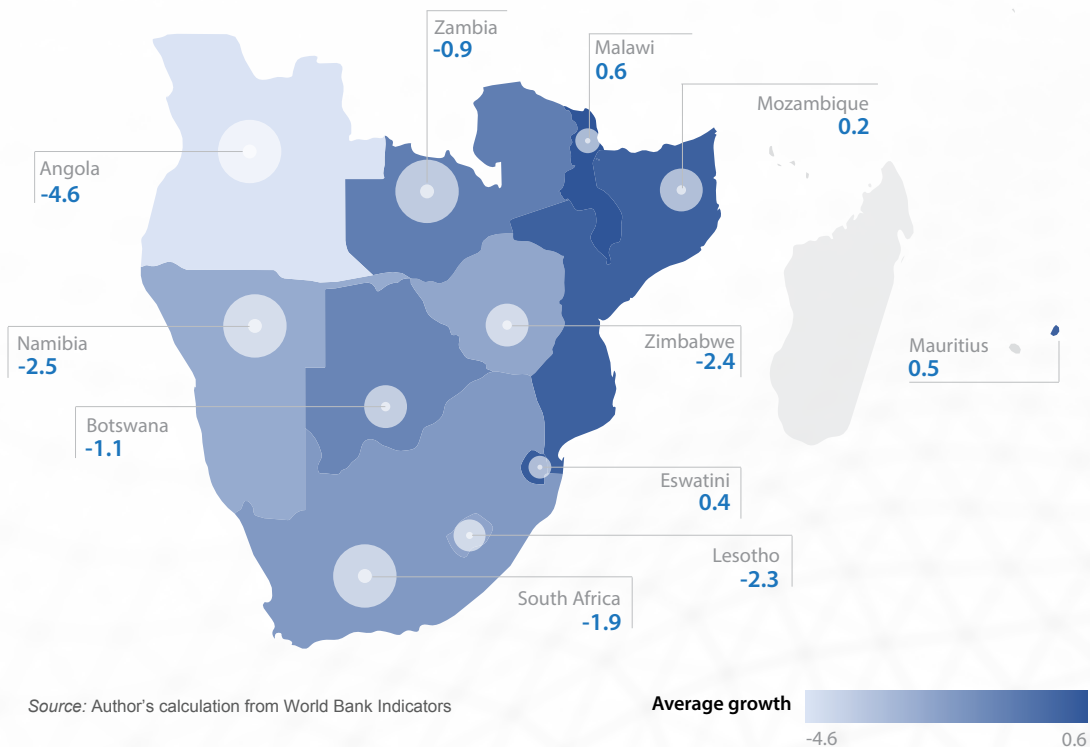 Zambia
-0.9
Malawi
0.6
Mozambique
0.2
Angola
-4.6
Namibia
-2.5
Zimbabwe
-2.4
Mauritius
0.5
Botswana
-1.1
Eswatini
0.4
Lesotho
-2.3
South Africa
-1.9
Source: Author's calculation from World Bank Indicators
Average growth
-4.6
0.6